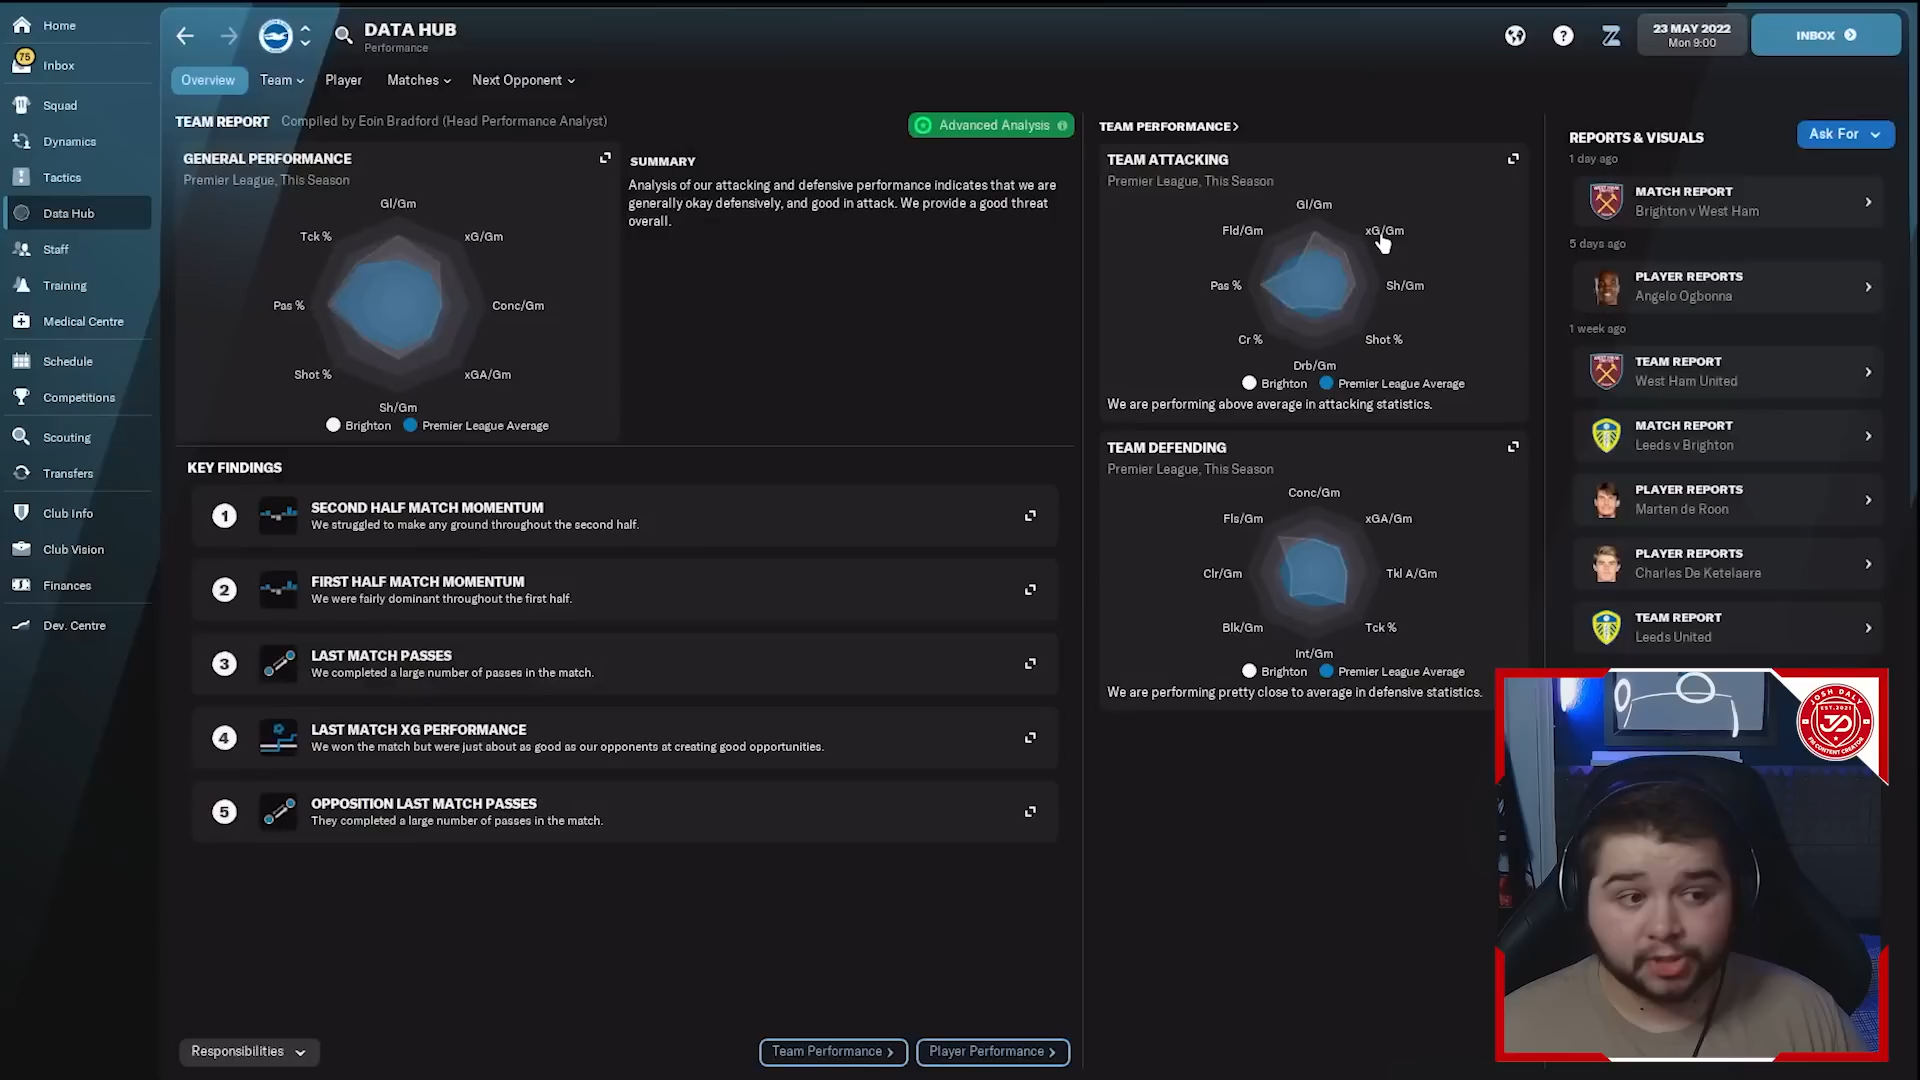 Home
75
Inbox
Squad
Dynamics
Tactics
Data Hub
Staff
Training
Medical Centre
Schedule
Competitions
Scouting
Transfers
Club Info
Club Vision
Finances
Dev. Centre
DATA HUB
Performance
23 MAY 2022
Mon 9:00
INBOX
Overview
Team
Player
Matches
Next Opponent
TEAM REPORT Compiled by Eoin Bradford (Head Performance Analyst)
Advanced Analysis
GENERAL PERFORMANCE
Premier League, This Season
Gl/Gm
Tck %
xG/Gm
Pas %
Conc/Gm
Shot %
xGA/Gm
Sh/Gm
Brighton
Premier League Average
SUMMARY
Analysis of our attacking and defensive performance indicates that we are
generally okay defensively, and good in attack. We provide a good threat
overall.
KEY FINDINGS
1
SECOND HALF MATCH MOMENTUM
We struggled to make any ground throughout the second half.
2
FIRST HALF MATCH MOMENTUM
We were fairly dominant throughout the first half.
3
LAST MATCH PASSES
We completed a large number of passes in the match.
4
LAST MATCH XG PERFORMANCE
We won the match but were just about as good as our opponents at creating good opportunities.
5
OPPOSITION LAST MATCH PASSES
They completed a large number of passes in the match.
Responsibilities
Team Performance
Player Performance
TEAM PERFORMANCE
TEAM ATTACKING
Premier League, This Season
Gl/Gm
Fld/Gm
xG/Gm
Pas %
Sh/Gm
Cr %
Shot %
Drb/Gm
Brighton
Premier League Average
We are performing above average in attacking statistics.
TEAM DEFENDING
Premier League, This Season
Conc/Gm
Fls/Gm
xGA/Gm
Clr/Gm
Tkl A/Gm
Blk/Gm
Tck %
Int/Gm
Brighton
Premier League Average
We are performing pretty close to average in defensive statistics.
REPORTS & VISUALS
Ask For
1 day ago
MATCH REPORT
Brighton v West Ham
5 days ago
PLAYER REPORTS
Angelo Ogbonna
1 week ago
TEAM REPORT
West Ham United
MATCH REPORT
Leeds v Brighton
PLAYER REPORTS
Marten de Roon
PLAYER REPORTS
Charles De Ketelaere
TEAM REPORT
Leeds United
JOSH DALY
EST.2021
JD
FM CONTENT CREATOR